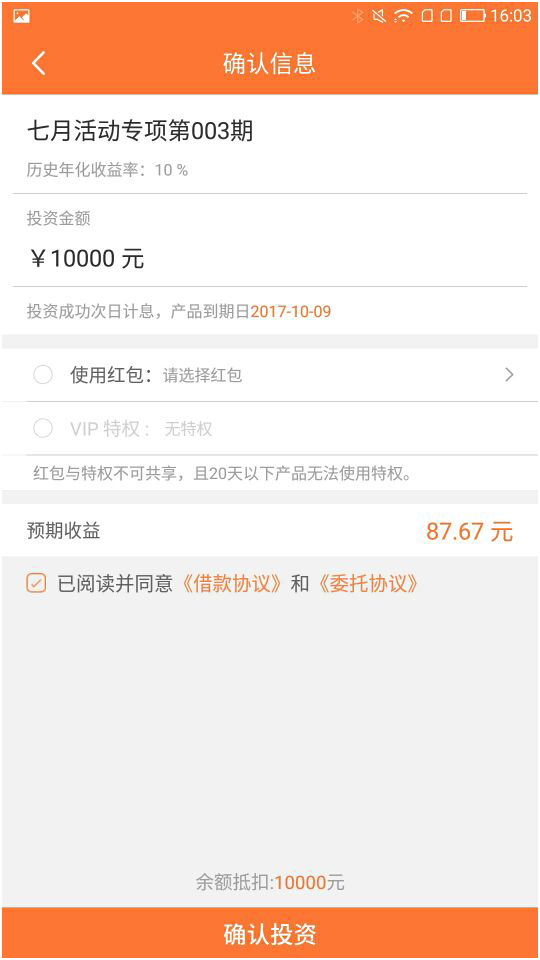 16:03
确认信息
七月活动专项第003期
历史年化收益率：10 %
投资金额
￥10000 元
投资成功次日计息，产品到期日2017-10-09
使用红包：请选择红包
VIP 特权： 无特权
红包与特权不可共享，且20天以下产品无法使用特权。
预期收益 87.67 元
已阅读并同意《借款协议》和《委托协议》
余额抵扣:10000元
确认投资